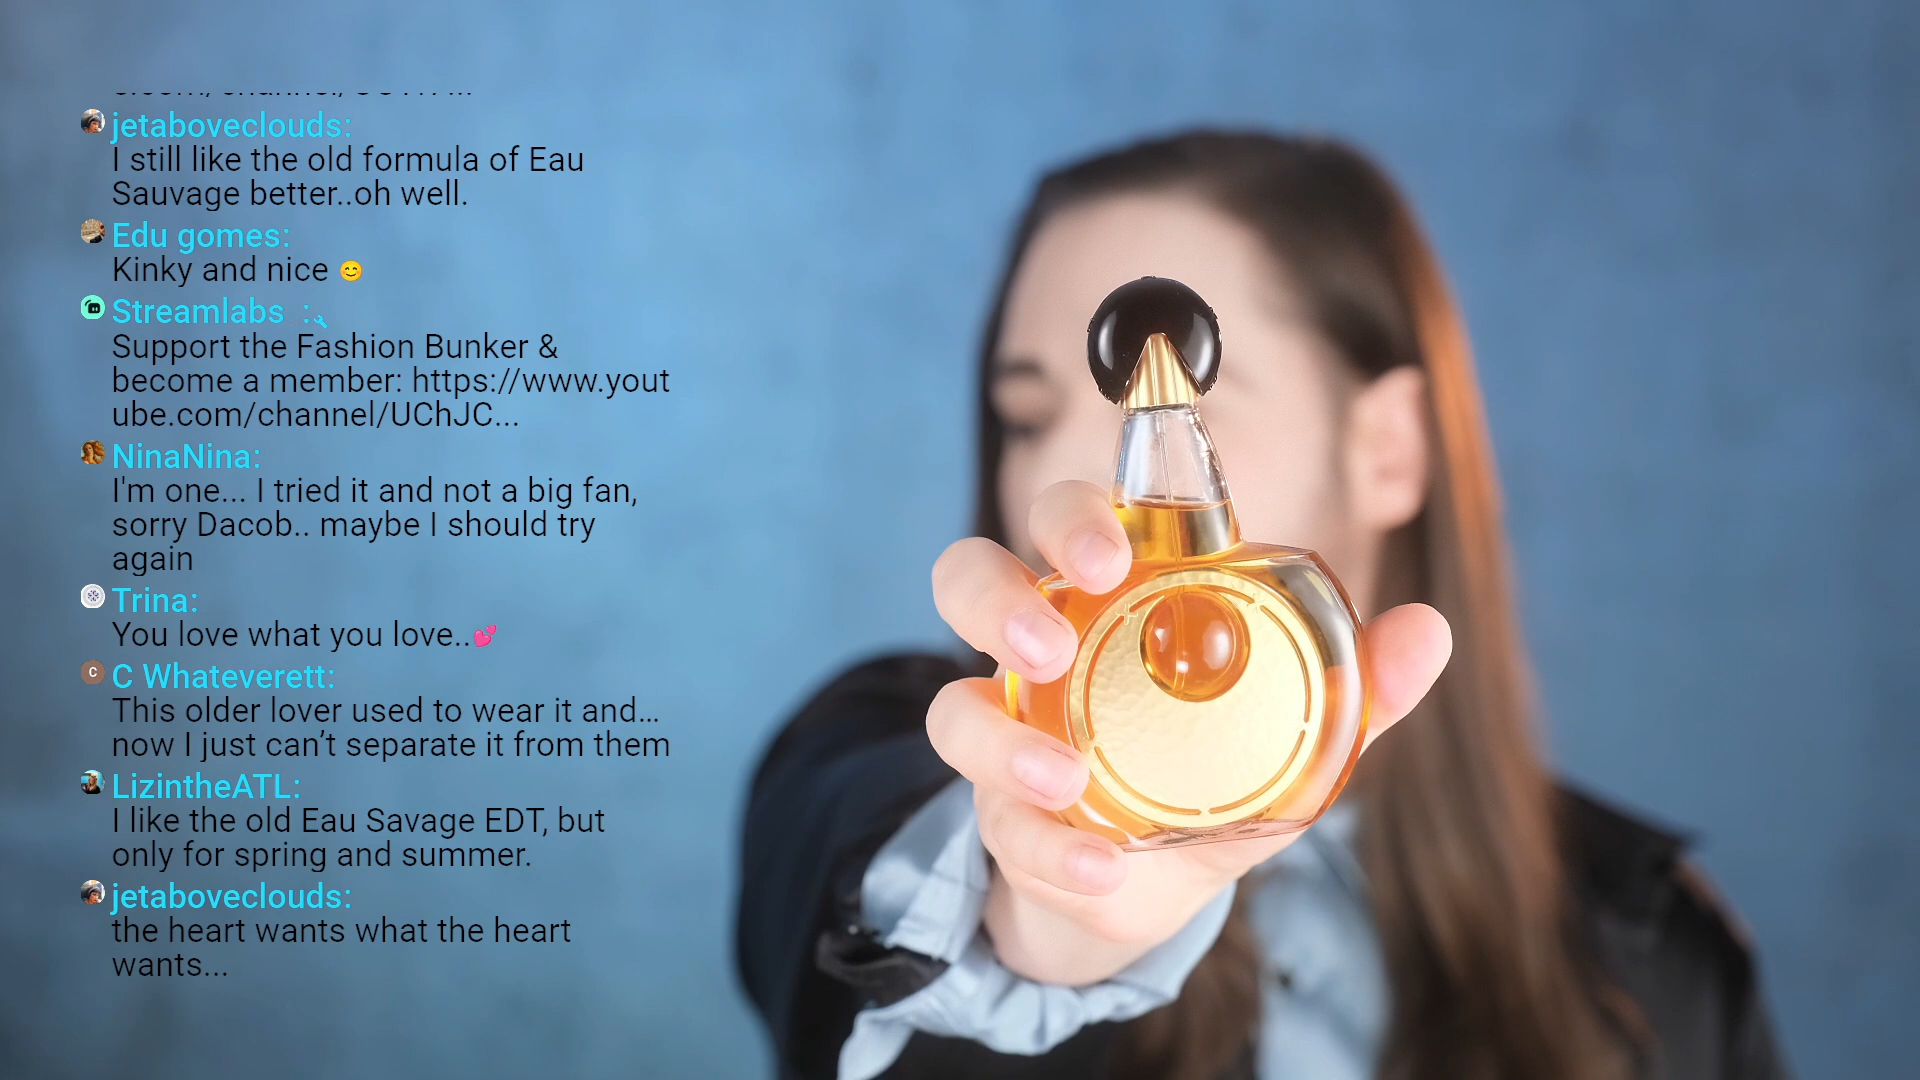 jetaboveclouds:
I still like the old formula of Eau
Sauvage better..oh well.
Edu gomes:
Kinky and nice 😊
Streamlabs :
Support the Fashion Bunker &
become a member: https://www.yout
ube.com/channel/UChJC...
NinaNina:
I'm one... I tried it and not a big fan,
sorry Dacob.. maybe I should try
again
Trina:
You love what you love..💕
C
C Whateverett:
This older lover used to wear it and...
now I just can’t separate it from them
LizintheATL:
I like the old Eau Savage EDT, but
only for spring and summer.
jetaboveclouds:
the heart wants what the heart
wants...